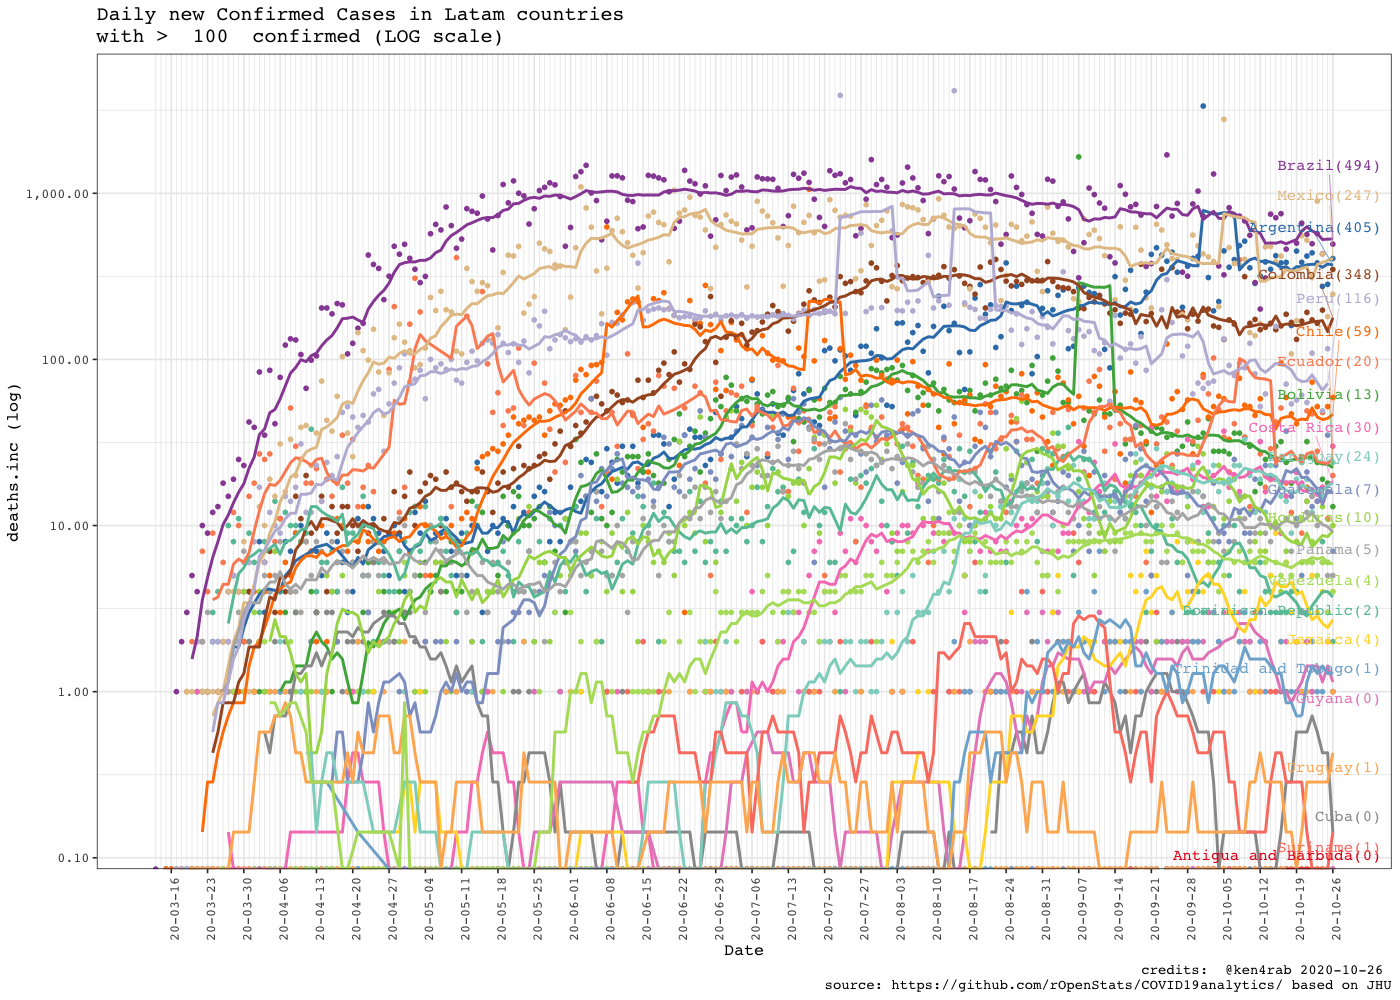 Daily new Confirmed Cases in Latam countries
with >  100  confirmed (LOG scale)
deaths.inc (log)
1,000.00
100.00
10.00
1.00
0.10
Brazil(494)
Mexico(247)
Argentina(405)
Colombia(348)
Peru(116)
Chile(59)
Ecuador(20)
Bolivia(13)
Costa Rica(30)
Paraguay(24)
Guatemala(7)
Honduras(10)
Panama(5)
Venezuela(4)
Dominican Republic(2)
Jamaica(4)
Trinidad and Tobago(1)
Guyana(0)
Uruguay(1)
Cuba(0)
Suriname(1)
Antigua and Barbuda(0)
20-03-16
20-03-23
20-03-30
20-04-06
20-04-13
20-04-20
20-04-27
20-05-04
20-05-11
20-05-18
20-05-25
20-06-01
20-06-08
20-06-15
20-06-22
20-06-29
20-07-06
20-07-13
20-07-20
20-07-27
20-08-03
20-08-10
20-08-17
20-08-24
20-08-31
20-09-07
20-09-14
20-09-21
20-09-28
20-10-05
20-10-12
20-10-19
20-10-26
Date
credits:  @ken4rab 2020-10-26
source: https://github.com/rOpenStats/COVID19analytics/ based on JHU